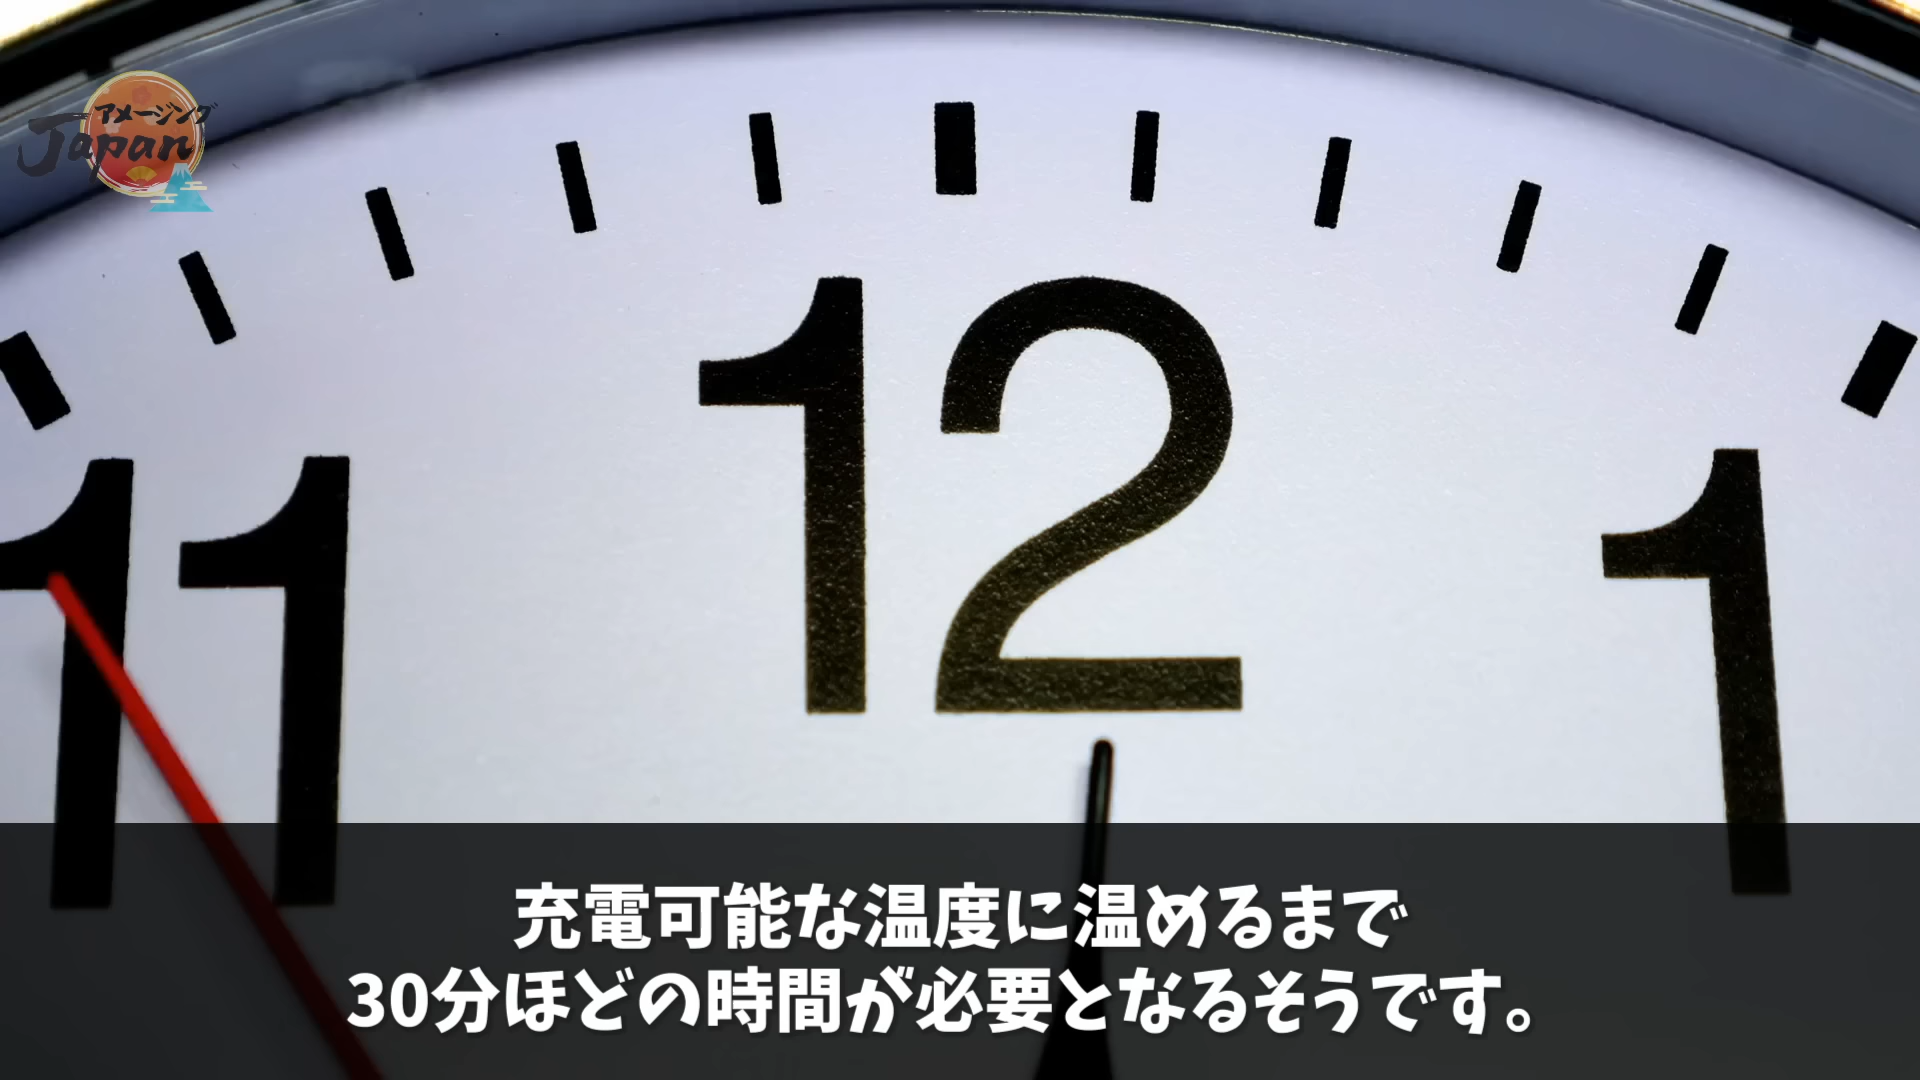 アメージング
Japan
11 12 1
充電可能な温度に温めるまで
30分ほどの時間が必要となるそうです。